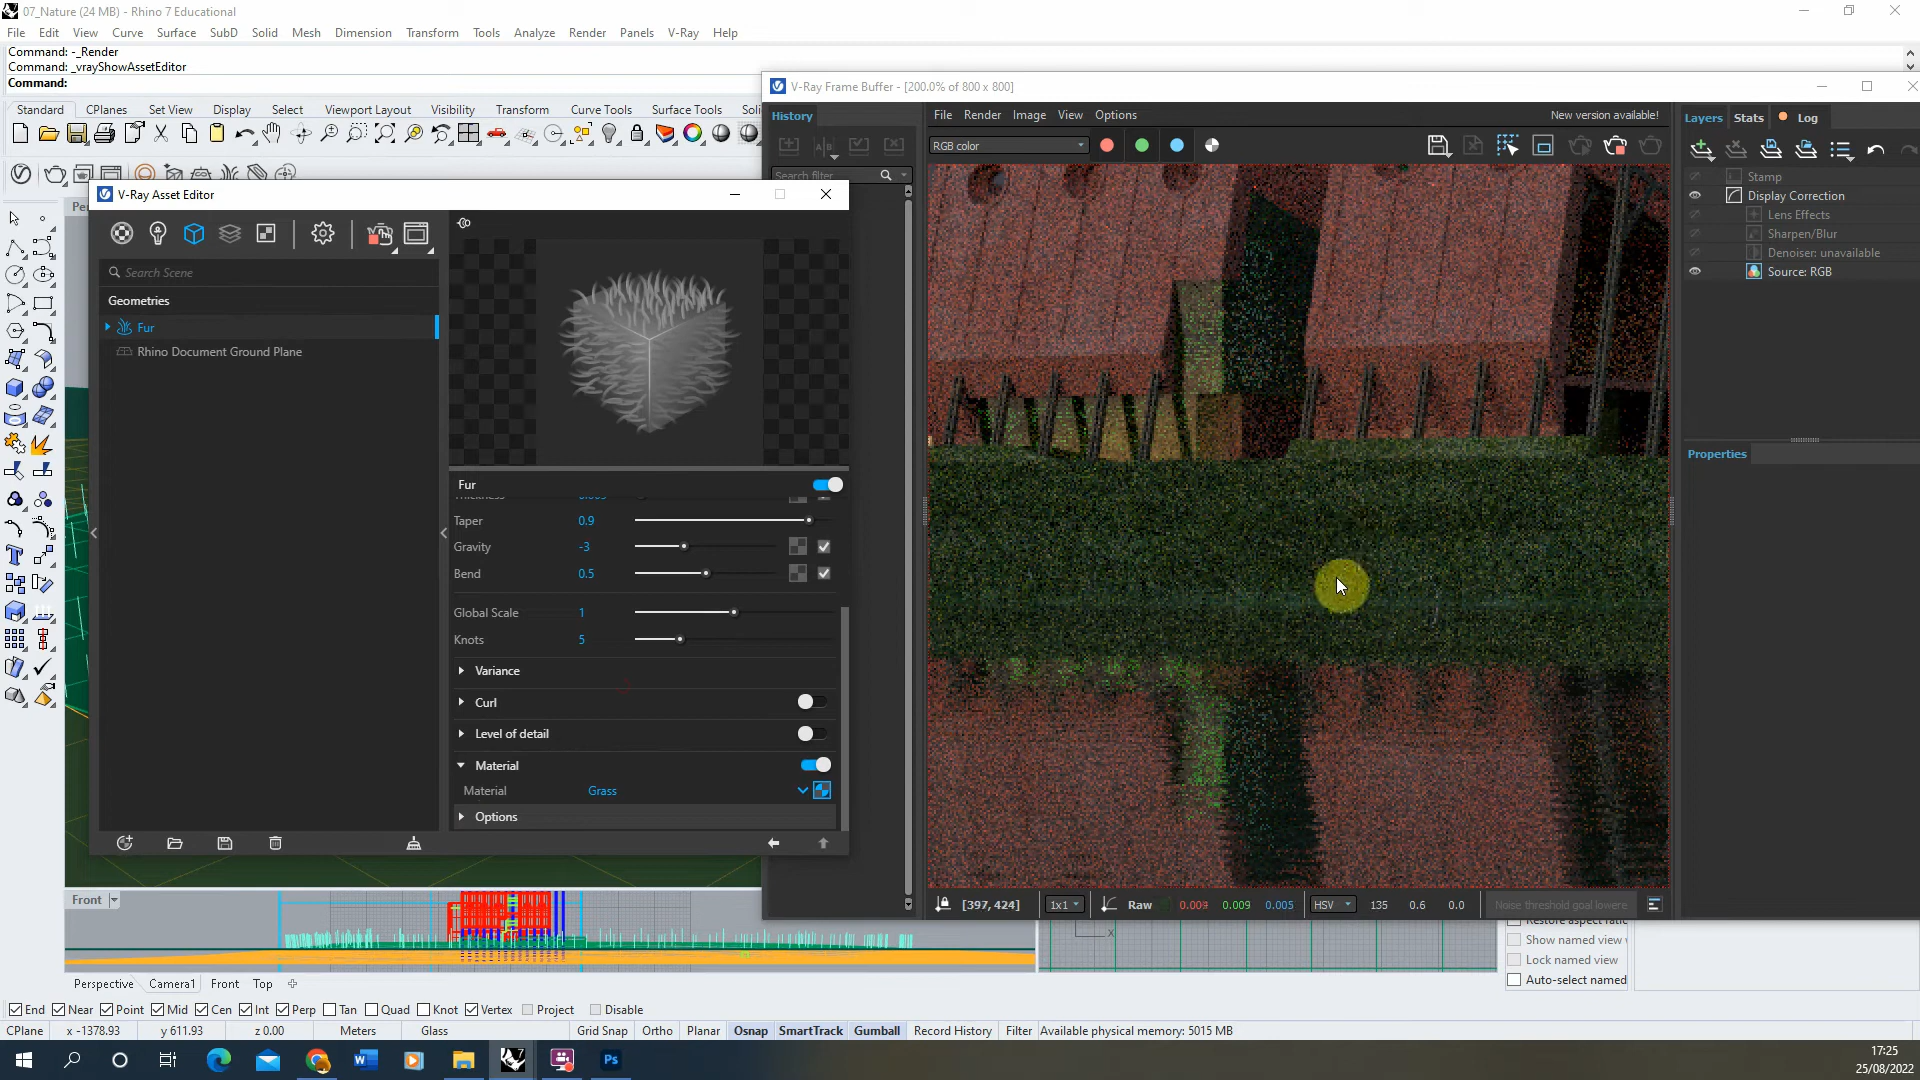 07_Nature (24 MB) - Rhino 7 Educational
File Edit View Curve Surface SubD Solid Mesh Dimension Transform Tools Analyze Render Panels V-Ray Help
Command: -_Render
Command: _vrayShowAssetEditor
Command:
Standard CPlanes Set View Display Select Viewport Layout Visibility Transform Curve Tools Surface Tools
V-Ray Frame Buffer - [200.0% of 800 x 800]
History
File Render Image View Options
New version available!
Layers Stats Log
RGB color
Search filter
Stamp
Display Correction
Lens Effects
Sharpen/Blur
Denoiser: unavailable
Source: RGB
Properties
V-Ray Asset Editor
Search Scene
Geometries
Fur
Rhino Document Ground Plane
Fur
Taper 0.9
Gravity -3
Bend 0.5
Global Scale 1
Knots 5
Variance
Curl
Level of detail
Material
Material Grass
Options
[397, 424] 1x1 Raw 0.009 0.009 0.005 HSV 135 0.6 0.0 Noise threshold goal lowere
Front
Restore aspect ratio
Show named view
Lock named view
Auto-select named
Perspective Camera1 Front Top
End Near Point Mid Cen Int Perp Tan Quad Knot Vertex Project Disable
CPlane x -1378.93 y 611.93 z 0.00 Meters Glass Grid Snap Ortho Planar Osnap SmartTrack Gumball Record History Filter Available physical memory: 5015 MB
17:25
25/08/2022